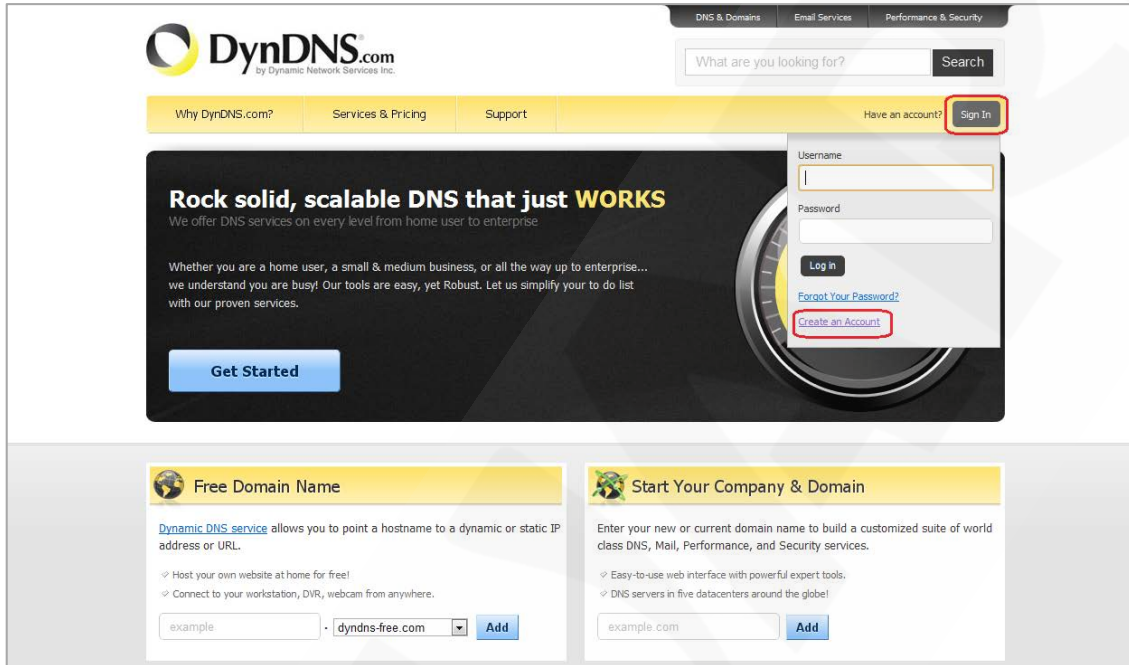 DNS & Domains Email Services Performance & Security
DynDNS.com
by Dynamic Network Services Inc.
What are you looking for? Search
Why DynDNS.com? Services & Pricing Support Have an account? Sign In
Username
Password
Log in
Forgot Your Password?
Create an Account
Rock solid, scalable DNS that just WORKS
We offer DNS services on every level from home user to enterprise
Whether you are a home user, a small & medium business, or all the way up to enterprise...
we understand you are busy! Our tools are easy, yet Robust. Let us simplify your to do list
with our proven services.
Get Started
Free Domain Name
Dynamic DNS service allows you to point a hostname to a dynamic or static IP
address or URL.
Host your own website at home for free!
Connect to your workstation, DVR, webcam from anywhere.
example . dyndns-free.com Add
Start Your Company & Domain
Enter your new or current domain name to build a customized suite of world
class DNS, Mail, Performance, and Security services.
Easy-to-use web interface with powerful expert tools.
DNS servers in five datacenters around the globe!
example.com Add